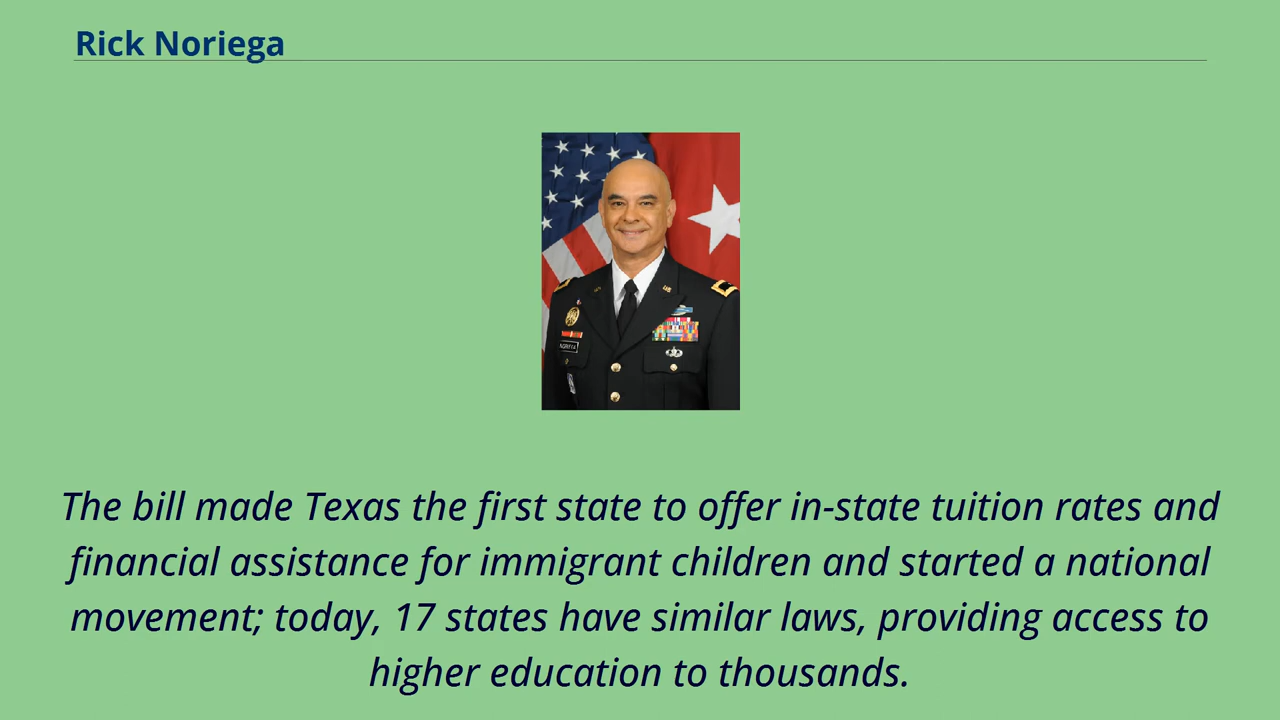 Rick Noriega
The bill made Texas the first state to offer in-state tuition rates and
financial assistance for immigrant children and started a national
movement; today, 17 states have similar laws, providing access to
higher education to thousands.